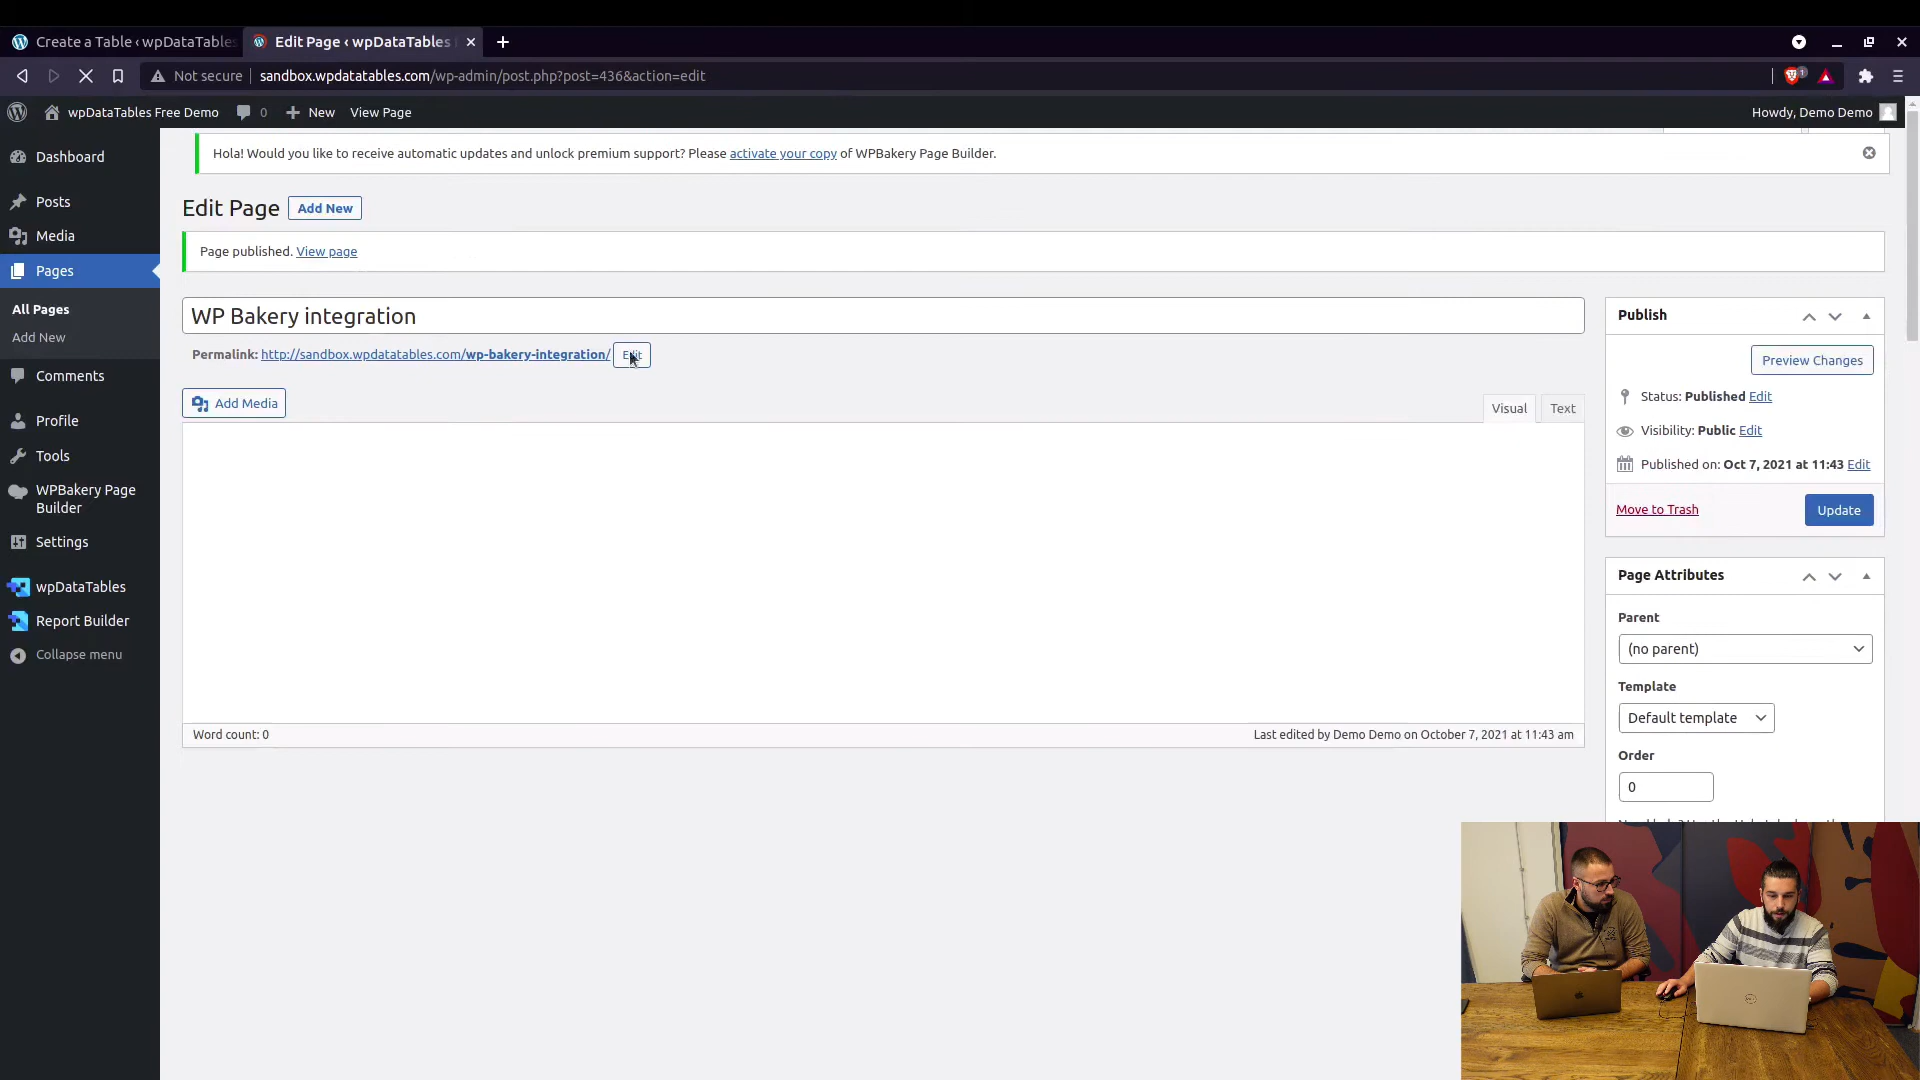 Create a Table ‹ wpDataTables
Edit Page ‹ wpDataTables
Not secure
sandbox.wpdatatables.com/wp-admin/post.php?post=436&action=edit
1
wpDataTables Free Demo
0
New
View Page
Howdy, Demo Demo
Dashboard
Posts
Media
Pages
All Pages
Add New
Comments
Profile
Tools
WPBakery Page
Builder
Settings
wpDataTables
Report Builder
Collapse menu
Hola! Would you like to receive automatic updates and unlock premium support? Please activate your copy of WPBakery Page Builder.
Edit Page
Add New
Page published. View page
WP Bakery integration
Permalink: http://sandbox.wpdatatables.com/wp-bakery-integration/
Edit
Add Media
Visual
Text
Word count: 0
Last edited by Demo Demo on October 7, 2021 at 11:43 am
Publish
Preview Changes
Status: Published Edit
Visibility: Public Edit
Published on: Oct 7, 2021 at 11:43 Edit
Move to Trash
Update
Page Attributes
Parent
(no parent)
Template
Default template
Order
0